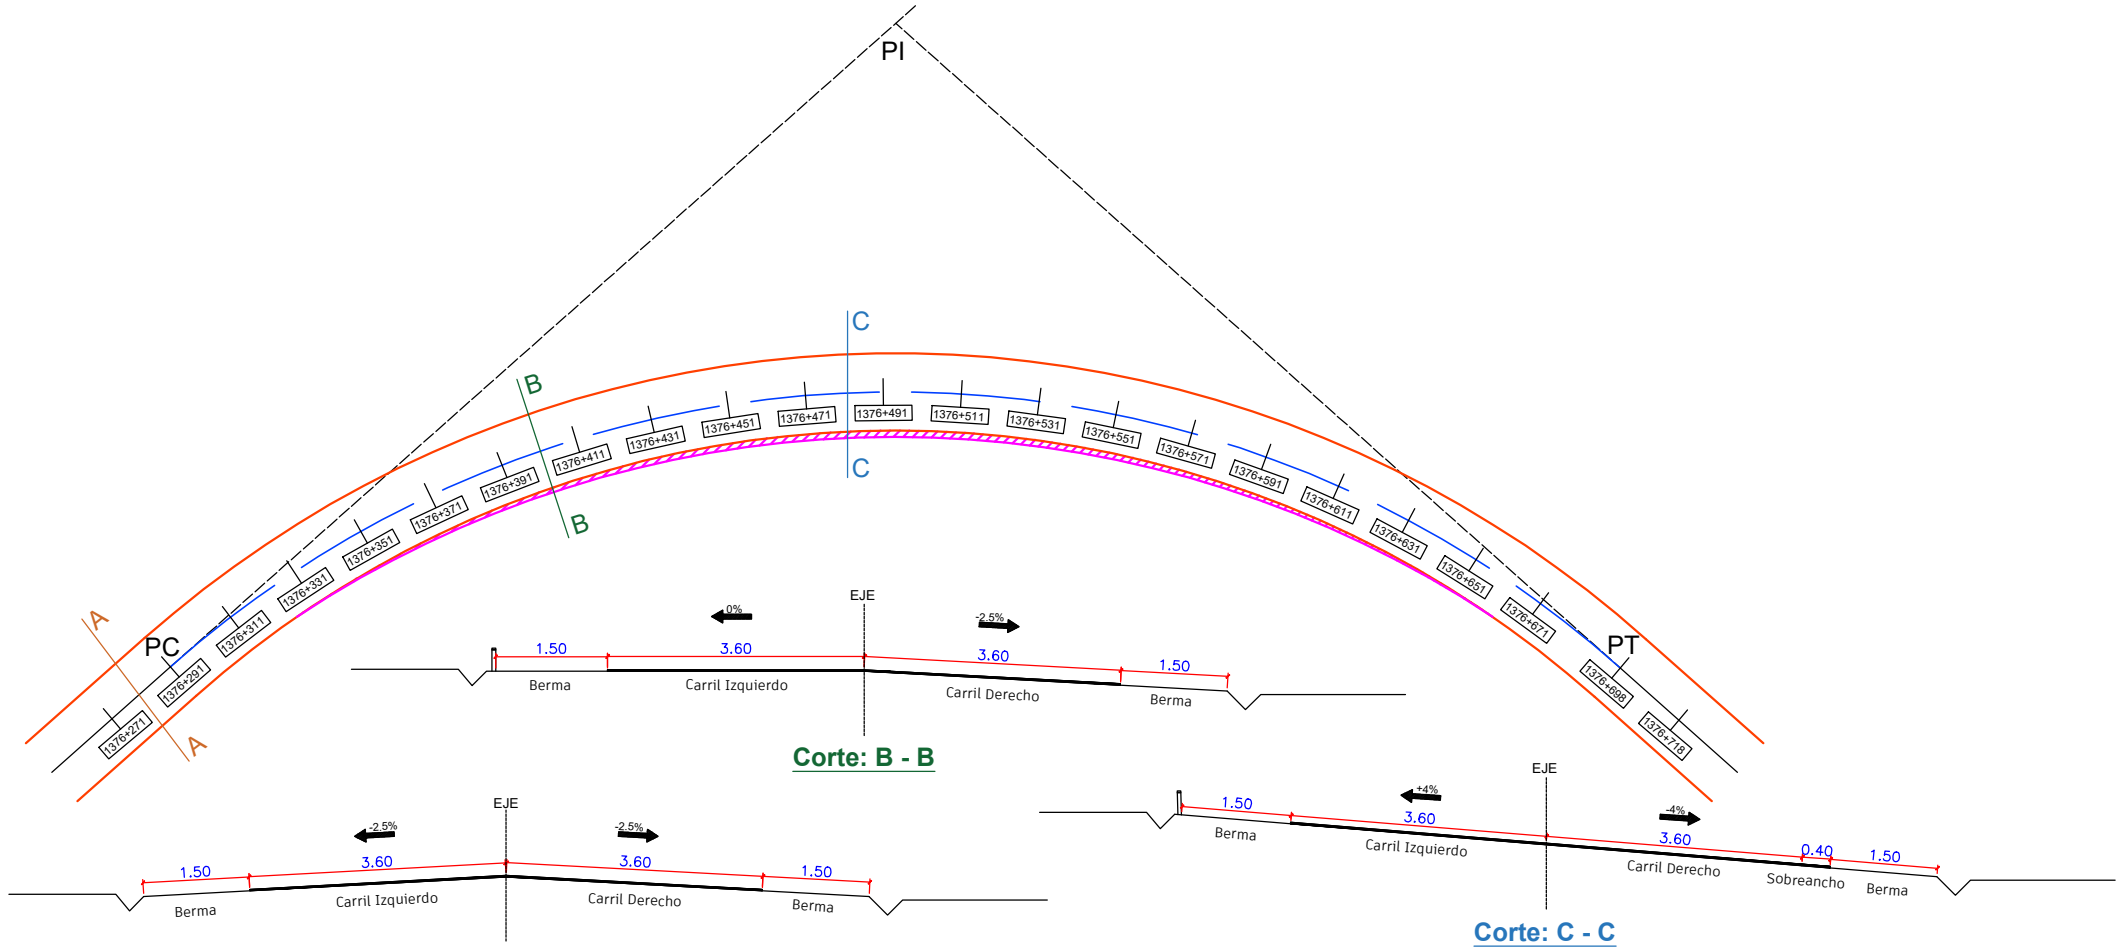 PI
C
B
1376+451
1376+471
1376+491
1376+511
1376+531
1376+551
1376+431
1376+571
1376+411
1376+591
C
1376+391
1376+611
B
1376+371
1376+631
1376+351
1376+651
1376+331
1376+671
A
PC
1376+311
PT
1376+291
1376+698
A
1376+271
1376+718
EJE
0%
-2.5%
1.50
3.60
3.60
1.50
Berma
Carril Izquierdo
Carril Derecho
Berma
Corte: B - B
EJE
-2.5%
-2.5%
1.50
3.60
3.60
1.50
Berma
Carril Izquierdo
Carril Derecho
Berma
EJE
+4%
-4%
1.50
3.60
3.60
0.40
1.50
Berma
Carril Izquierdo
Carril Derecho
Sobreancho
Berma
Corte: C - C